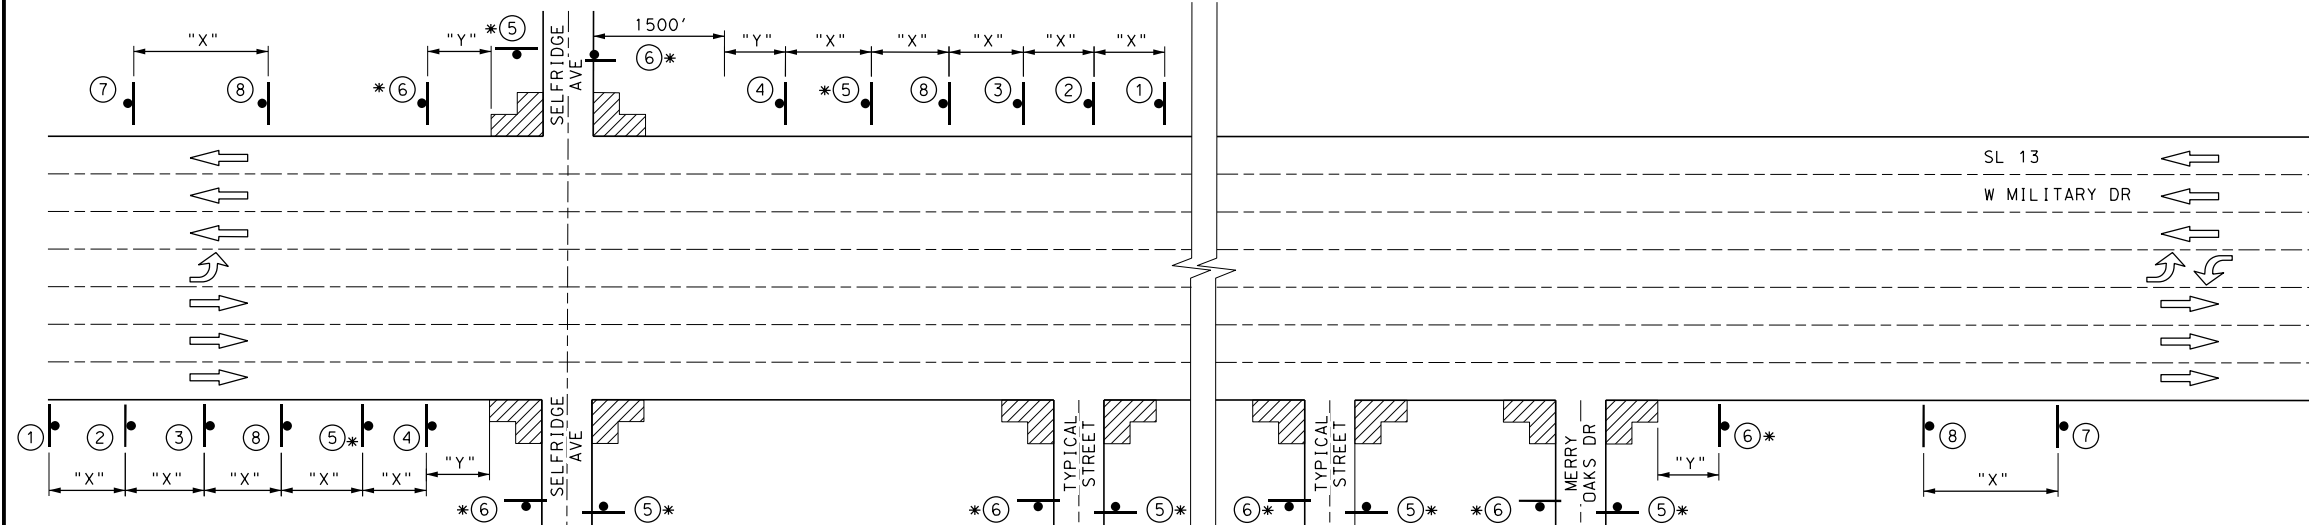 "X"
"Y"
*⑤
SELFRIDGE
AVE
1500'
⑥*
"Y"
"X"
"X"
"X"
"X"
"X"
⑦
⑧
*⑥
④
*⑤
⑧
③
②
①
SL 13
W MILITARY DR
①
②
③
⑧
⑤*
④
"X"
"X"
"X"
"X"
"X"
"Y"
*⑥
SELFRIDGE
AVE
⑤*
*⑥
TYPICAL
STREET
⑤*
⑥*
TYPICAL
STREET
⑤*
*⑥
MERRY
OAKS DR
⑤*
"Y"
⑥*
⑧
⑦
"X"